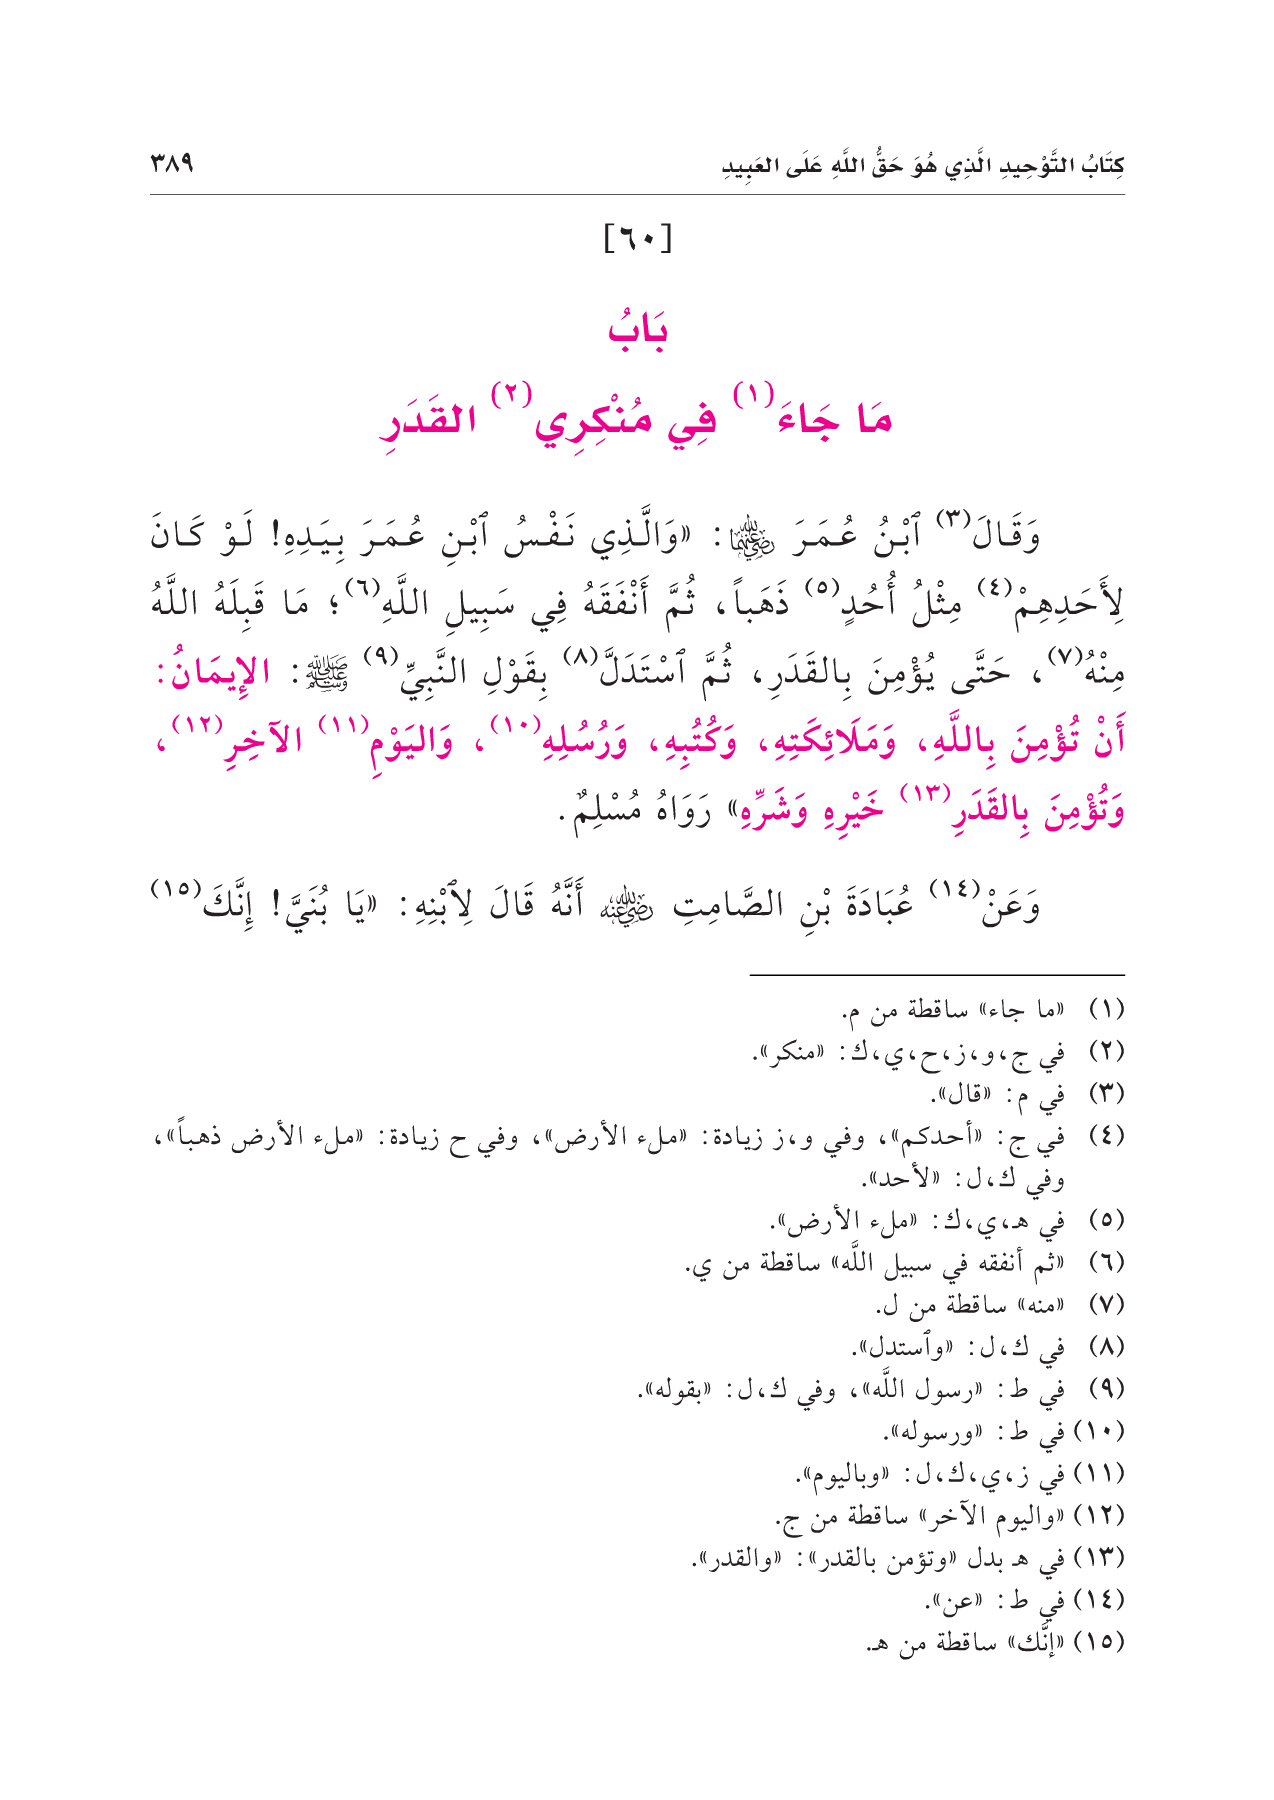 كِتَابُ التَّوْحِيدِ الَّذِي هُوَ حَقُّ اللَّهِ عَلَى العَبِيدِ ٣٨٩
[٦٠]
بَابُ
مَا جَاءَ(١) فِي مُنْكِرِي(٢) القَدَرِ
وَقَالَ(٣) ٱبْنُ عُمَرَ رضي الله عنهما: «وَالَّذِي نَفْسُ ٱبْنِ عُمَرَ بِيَدِهِ! لَوْ كَانَ
لِأَحَدِهِمْ(٤) مِثْلُ أُحُدٍ(٥) ذَهَباً، ثُمَّ أَنْفَقَهُ فِي سَبِيلِ اللَّهِ(٦)؛ مَا قَبِلَهُ اللَّهُ
مِنْهُ(٧)، حَتَّى يُؤْمِنَ بِالقَدَرِ، ثُمَّ ٱسْتَدَلَّ(٨) بِقَوْلِ النَّبِيِّ(٩) ﷺ: الإِيمَانُ:
أَنْ تُؤْمِنَ بِاللَّهِ، وَمَلَائِكَتِهِ، وَكُتُبِهِ، وَرُسُلِهِ(١٠)، وَاليَوْمِ(١١) الآخِرِ(١٢)،
وَتُؤْمِنَ بِالقَدَرِ(١٣) خَيْرِهِ وَشَرِّهِ» رَوَاهُ مُسْلِمٌ.
وَعَنْ(١٤) عُبَادَةَ بْنِ الصَّامِتِ رضي الله عنه أَنَّهُ قَالَ لِٱبْنِهِ: «يَا بُنَيَّ! إِنَّكَ(١٥)
(١) «ما جاء» ساقطة من م.
(٢) في ج،و،ز،ح،ي،ك: «منكر».
(٣) في م: «قال».
(٤) في ج: «أحدكم»، وفي و،ز زيادة: «ملء الأرض»، وفي ح زيادة: «ملء الأرض ذهباً»،
وفي ك،ل: «لأحد».
(٥) في هـ،ي،ك: «ملء الأرض».
(٦) «ثم أنفقه في سبيل اللَّه» ساقطة من ي.
(٧) «منه» ساقطة من ل.
(٨) في ك،ل: «وٱستدل».
(٩) في ط: «رسول اللَّه»، وفي ك،ل: «بقوله».
(١٠) في ط: «ورسوله».
(١١) في ز،ي،ك،ل: «وباليوم».
(١٢) «واليوم الآخر» ساقطة من ج.
(١٣) في هـ بدل «وتؤمن بالقدر»: «والقدر».
(١٤) في ط: «عن».
(١٥) «إنَّك» ساقطة من هـ.